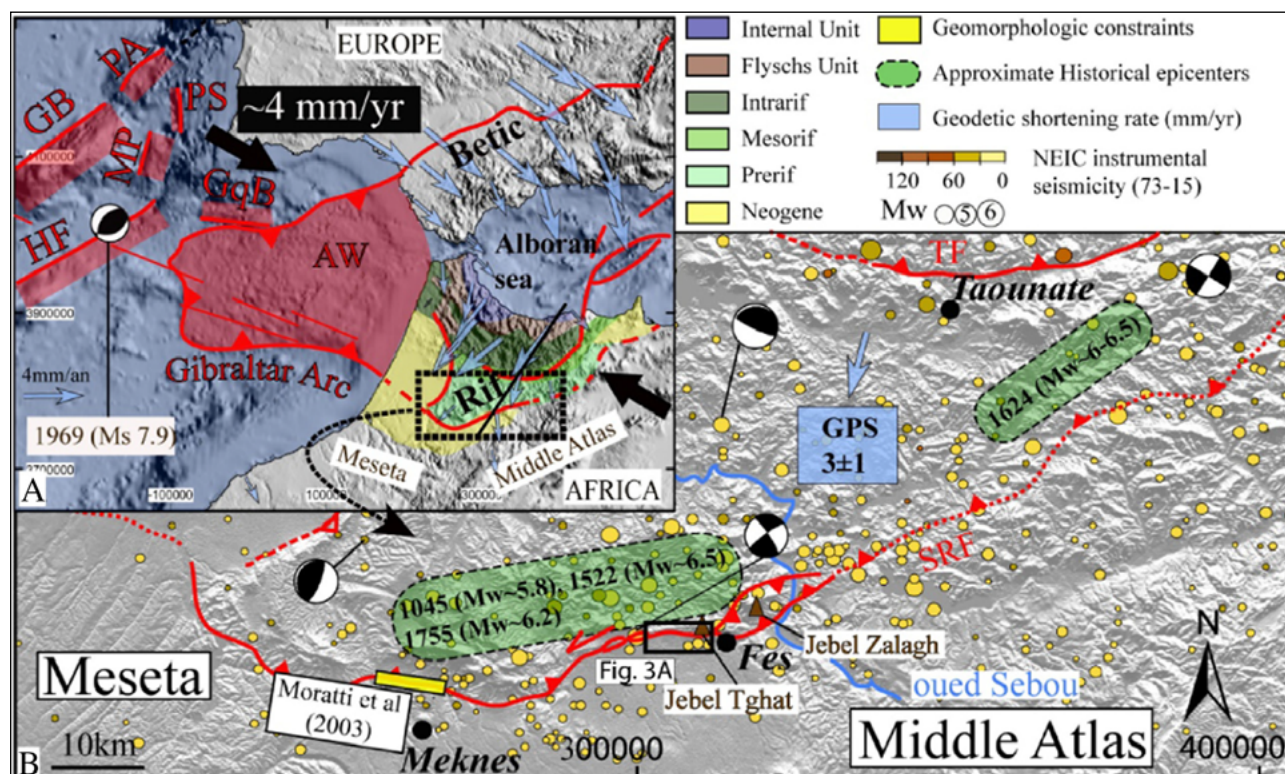 EUROPE
PA
GB
PS
~4 mm/yr
MP
Betic
GqB
HF
AW
Alboran
sea
3900000
Gibraltar Arc
4mm/an
Rif
1969 (Ms 7.9)
Meseta
Middle Atlas
-100000
100000
AFRICA
A
Internal Unit
Flyschs Unit
Intrarif
Mesorif
Prerif
Neogene
Geomorphologic constraints
Approximate Historical epicenters
Geodetic shortening rate (mm/yr)
120 60 0
NEIC instrumental
seismicity (73-15)
Mw 5 6
TF
Taounate
1624 (Mw~6-6.5)
GPS
3±1
SRF
1045 (Mw~5.8), 1522 (Mw~6.5)
1755 (Mw~6.2)
Jebel Zalagh
Fes
Fig. 3A
Jebel Tghat
N
Meseta
Moratti et al
(2003)
oued Sebou
Meknes
Middle Atlas
10km
300000
400000
B